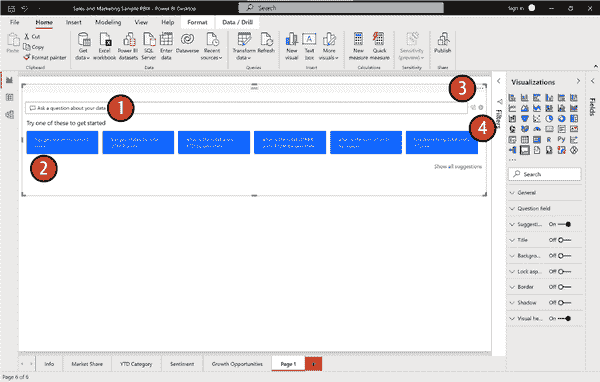 Sales and Marketing Sample PBIX - Power BI Desktop
Search
Sign in
File Home Insert Modeling View Help Format Data / Drill
Paste
Cut
Copy
Format painter
Get data
Excel workbook
Power BI datasets
SQL Server
Enter data
Dataverse
Recent sources
Transform data
Refresh
New visual
Text box
More visuals
New measure
Quick measure
Sensitivity (preview)
Publish
Clipboard Data Queries Insert Calculations Sensitivity Share
Ask a question about your data
1
2
3
4
Try one of these to get started
Show all suggestions
Filters
Visualizations
Fields
Search
General
Question field
Suggesti... On
Title Off
Backgrou... Off
Lock asp... Off
Border Off
Shadow Off
Visual he... On
Info Market Share YTD Category Sentiment Growth Opportunities Page 1
Page 6 of 6